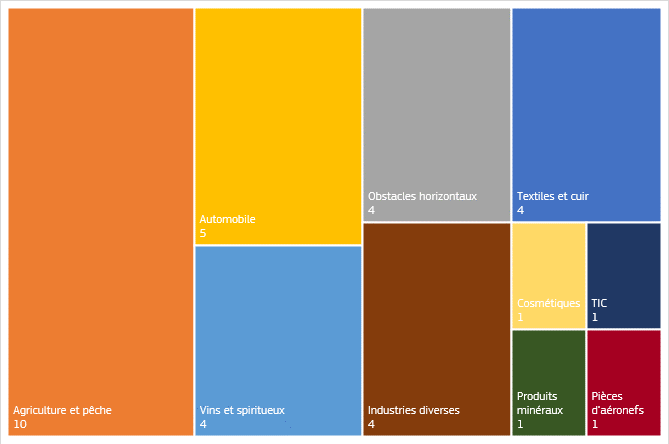 Agriculture et pêche
10
Automobile
5
Vins et spiritueux
4
Obstacles horizontaux
4
Industries diverses
4
Textiles et cuir
4
Cosmétiques
1
TIC
1
Produits
minéraux
1
Pièces
d'aéronefs
1